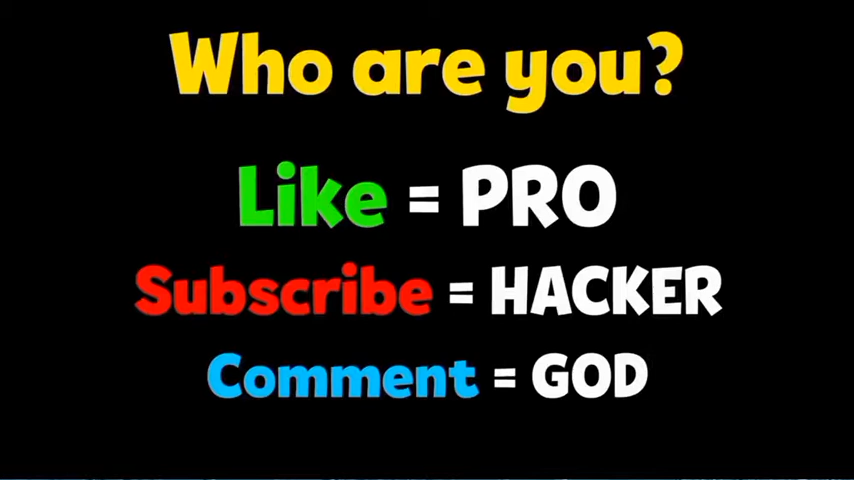 Who are you?
Like = PRO
Subscribe = HACKER
Comment = GOD